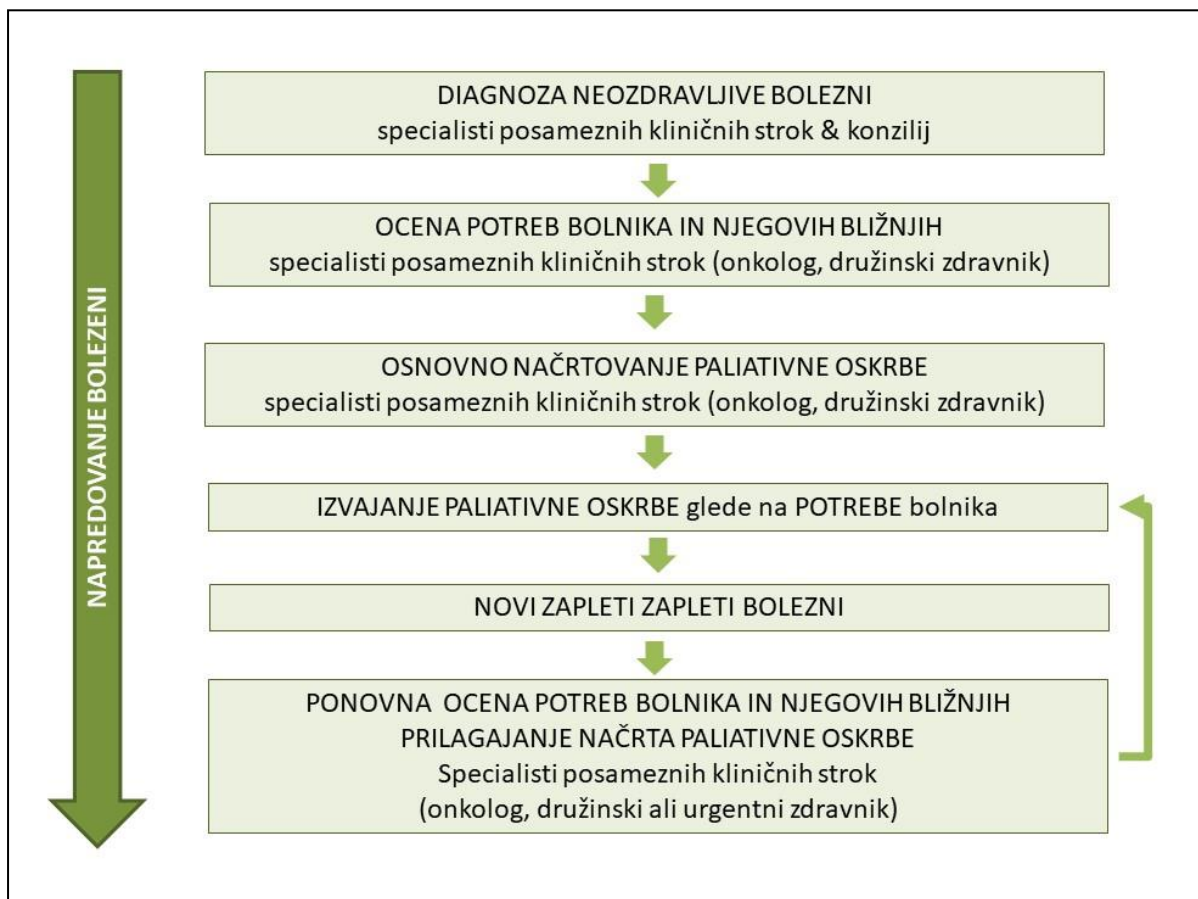 NAPREDOVANJE BOLEZENI
DIAGNOZA NEOZDRAVLJIVE BOLEZNI
specialisti posameznih kliničnih strok & konzilij
OCENA POTREB BOLNIKA IN NJEGOVIH BLIŽNJIH
specialisti posameznih kliničnih strok (onkolog, družinski zdravnik)
OSNOVNO NAČRTOVANJE PALIATIVNE OSKRBE
specialisti posameznih kliničnih strok (onkolog, družinski zdravnik)
IZVAJANJE PALIATIVNE OSKRBE glede na POTREBE bolnika
NOVI ZAPLETI ZAPLETI BOLEZNI
PONOVNA OCENA POTREB BOLNIKA IN NJEGOVIH BLIŽNJIH
PRILAGAJANJE NAČRTA PALIATIVNE OSKRBE
Specialisti posameznih kliničnih strok
(onkolog, družinski ali urgentni zdravnik)